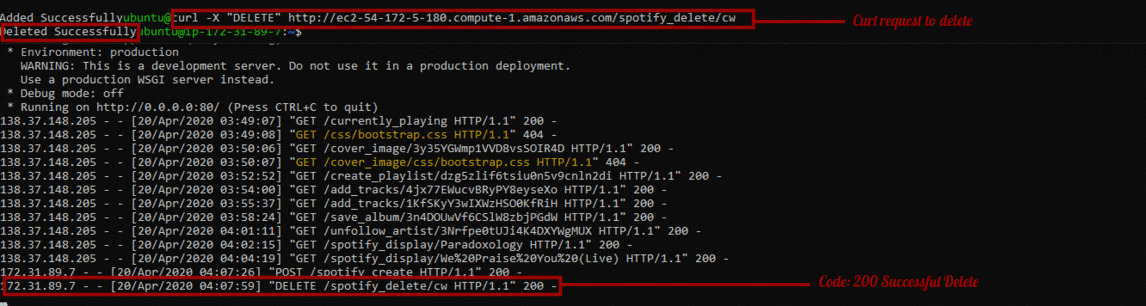 Added Successfullyubuntu@curl -X "DELETE" http://ec2-54-172-5-180.compute-1.amazonaws.com/spotify_delete/cw
Curl request to delete
Deleted Successfullyubuntu@ip-172-31-89-7:~$
* Environment: production
WARNING: This is a development server. Do not use it in a production deployment.
Use a production WSGI server instead.
* Debug mode: off
* Running on http://0.0.0.0:80/ (Press CTRL+C to quit)
138.37.148.205 - - [20/Apr/2020 03:49:07] "GET /currently_playing HTTP/1.1" 200 -
138.37.148.205 - - [20/Apr/2020 03:49:08] "GET /css/bootstrap.css HTTP/1.1" 404 -
138.37.148.205 - - [20/Apr/2020 03:50:06] "GET /cover_image/3y35YGWmp1VVD8vsSOIR4D HTTP/1.1" 200 -
138.37.148.205 - - [20/Apr/2020 03:50:07] "GET /cover_image/css/bootstrap.css HTTP/1.1" 404 -
138.37.148.205 - - [20/Apr/2020 03:52:52] "GET /create_playlist/dzg5zlif6tsiu0n5v9cnln2di HTTP/1.1" 200 -
138.37.148.205 - - [20/Apr/2020 03:54:00] "GET /add_tracks/4jx77EWucvBRyPY8eyseXo HTTP/1.1" 200 -
138.37.148.205 - - [20/Apr/2020 03:55:37] "GET /add_tracks/1KfSKyY3wIXWzHSO0KfRiH HTTP/1.1" 200 -
138.37.148.205 - - [20/Apr/2020 03:58:24] "GET /save_album/3n4DOUwVf6CSlW8zbjPGdW HTTP/1.1" 200 -
138.37.148.205 - - [20/Apr/2020 04:01:11] "GET /unfollow_artist/3Nrfpe0tUJi4K4DXYWgMUX HTTP/1.1" 200 -
138.37.148.205 - - [20/Apr/2020 04:02:15] "GET /spotify_display/Paradoxology HTTP/1.1" 200 -
138.37.148.205 - - [20/Apr/2020 04:04:19] "GET /spotify_display/We%20Praise%20You%20(Live) HTTP/1.1" 200 -
172.31.89.7 - - [20/Apr/2020 04:07:26] "POST /spotify_create HTTP/1.1" 200 -
172.31.89.7 - - [20/Apr/2020 04:07:59] "DELETE /spotify_delete/cw HTTP/1.1" 200 -
Code: 200 Successful Delete